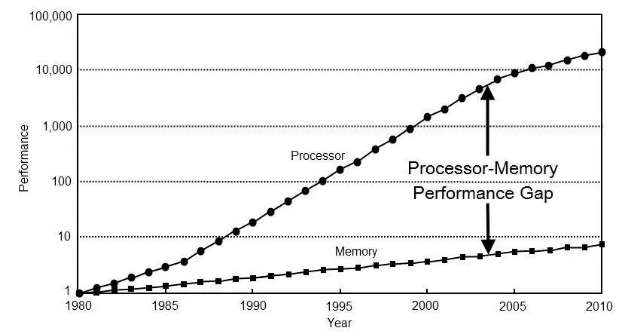 100,000
10,000
1,000
100
10
1
Performance
Processor
Processor-Memory
Performance Gap
Memory
1980 1985 1990 1995 2000 2005 2010
Year